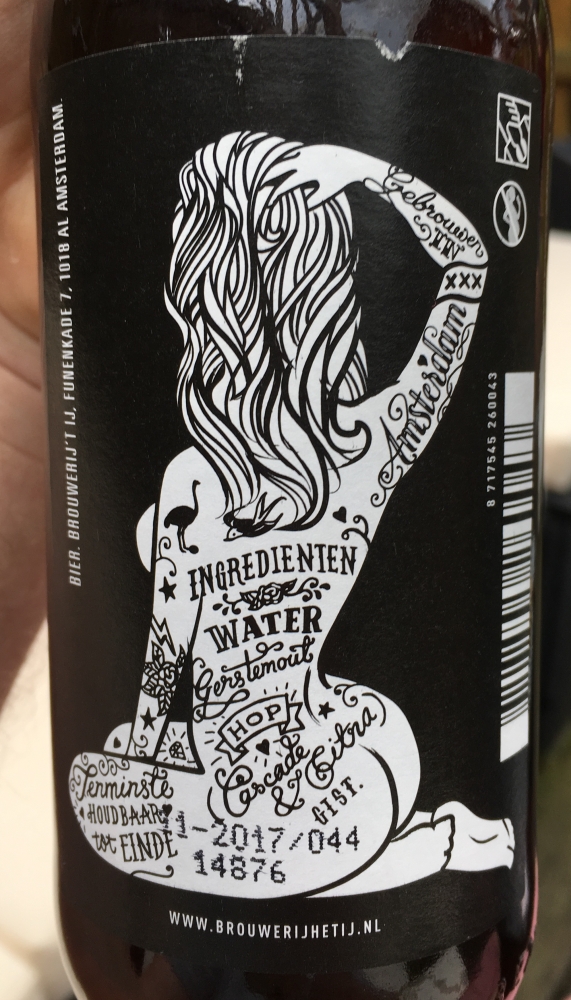 BIER. BROUWERIJ'T IJ, FUNENKADE 7, 1018 AL AMSTERDAM.
Gebrouwen
IN
XXX
Amsterdam
8 717545 260043
INGREDIENTEN
WATER
Gerstemout
HOP
Cascade
& Citra)
GIST.
Tenminste
HOUDBAAR
tot EINDE
1-2017/044
14876
WWW.BROUWERIJHETIJ.NL